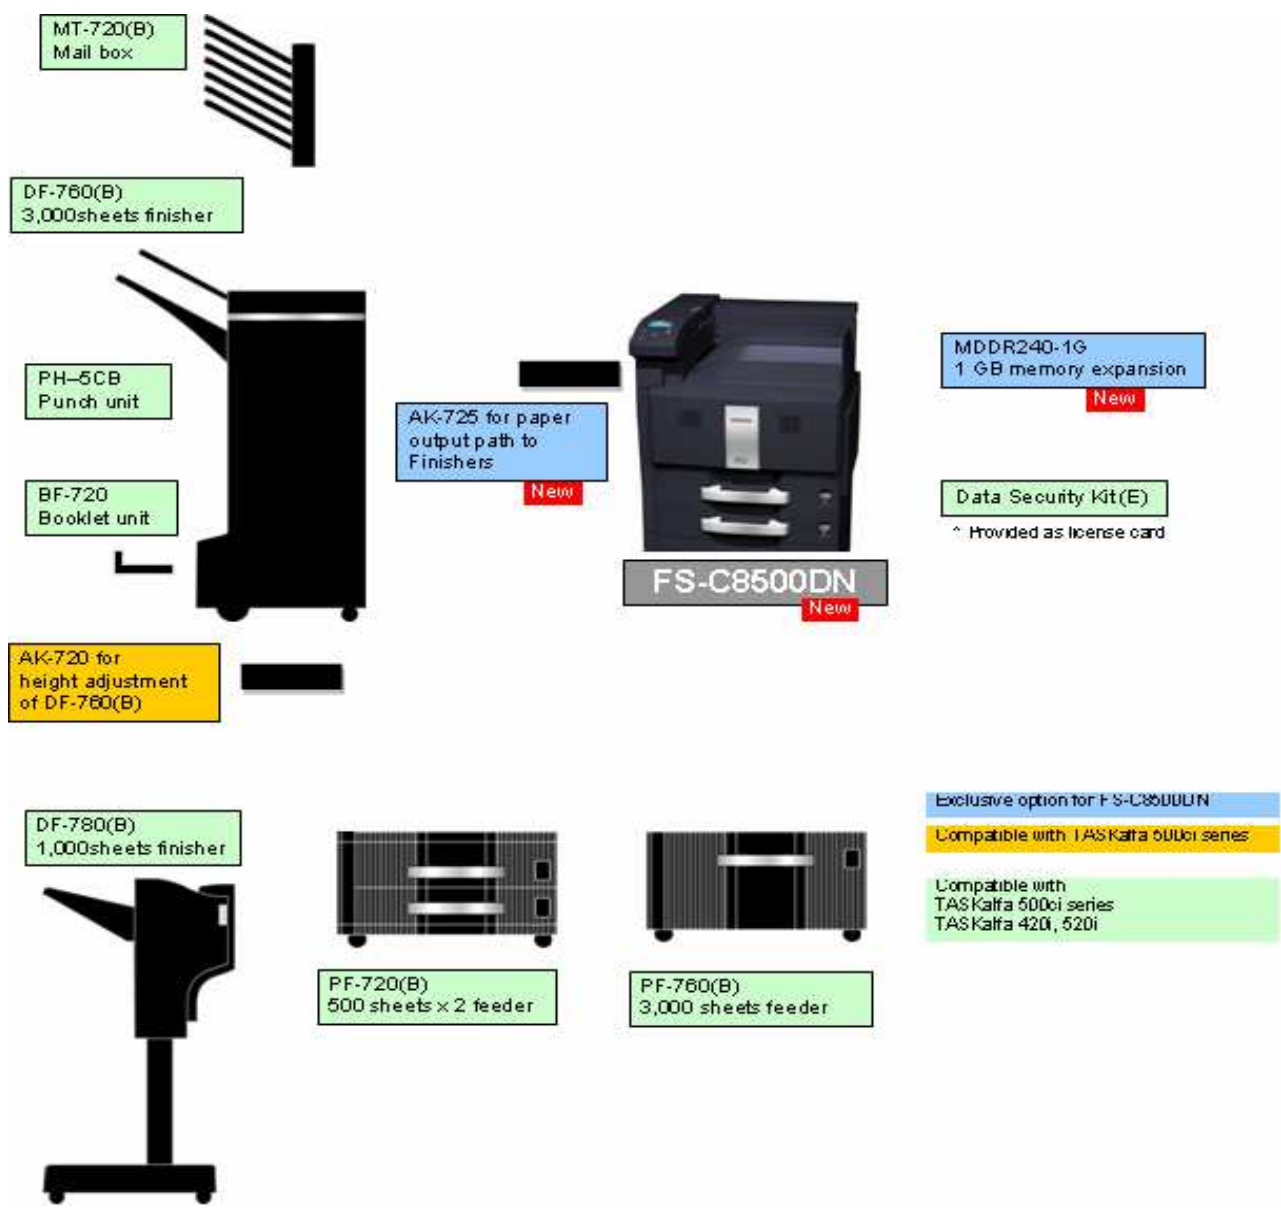 MT-720(B)
Mail box
DF-760(B)
3,000sheets finisher
PH-5CB
Punch unit
BF-720
Booklet unit
AK-720 for
height adjustment
of DF-760(B)
AK-725 for paper
output path to
Finishers
New
FS-C8500DN
New
MDDR240-1G
1 GB memory expansion
New
Data Security Kit(E)
* Provided as license card
DF-780(B)
1,000sheets finisher
PF-720(B)
500 sheets x 2 feeder
PF-760(B)
3,000 sheets feeder
Exclusive option for FS-C8500DN
Compatible with TASKalfa 500ci series
Compatible with
TASKalfa 500ci series
TASKalfa 420i, 520i